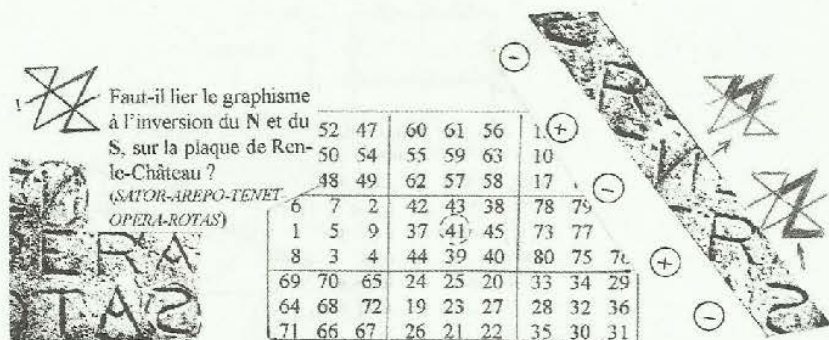 Faut-il lier le graphisme
à l'inversion du N et du
S, sur la plaque de Ren-
le-Château ?
(SATOR-AREPO-TENET
OPERA-ROTAS)
52 47 60 61 56
50 54 55 59 63 10
48 49 62 57 58 17
6 7 2 42 43 38 78 79
1 5 9 37 41 45 73 77
8 3 4 44 39 40 80 75
69 70 65 24 25 20 33 34 29
64 68 72 19 23 27 28 32 36
71 66 67 26 21 22 35 30 31
ERA
OTAS